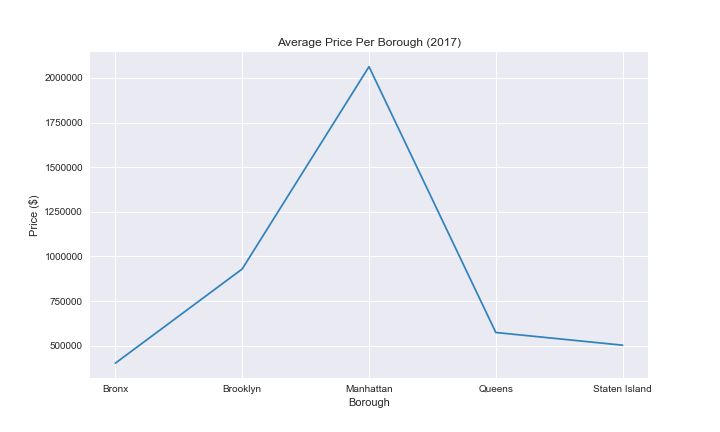 Average Price Per Borough (2017)
2000000
1750000
1500000
1250000
1000000
750000
500000
Price ($)
Bronx Brooklyn Manhattan Queens Staten Island
Borough